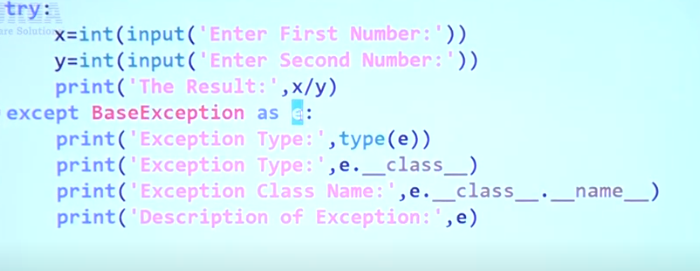 try:
x=int(input('Enter First Number:'))
y=int(input('Enter Second Number:'))
print('The Result:',x/y)
except BaseException as e:
print('Exception Type:',type(e))
print('Exception Type:',e.__class__)
print('Exception Class Name:',e.__class__.__name__)
print('Description of Exception:',e)